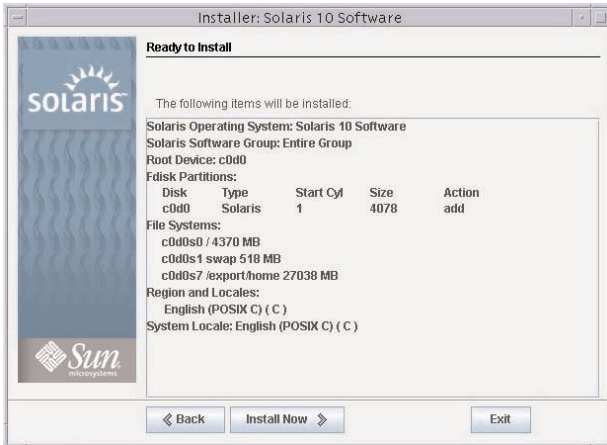 Installer: Solaris 10 Software
solaris
Ready to Install
The following items will be installed:
Solaris Operating System: Solaris 10 Software
Solaris Software Group: Entire Group
Root Device: c0d0
Fdisk Partitions:
Disk Type Start Cyl Size Action
c0d0 Solaris 1 4078 add
File Systems:
c0d0s0 / 4370 MB
c0d0s1 swap 518 MB
c0d0s7 /export/home 27038 MB
Region and Locales:
English (POSIX C) ( C )
System Locale: English (POSIX C) ( C )
Sun
microsystems
Back
Install Now
Exit